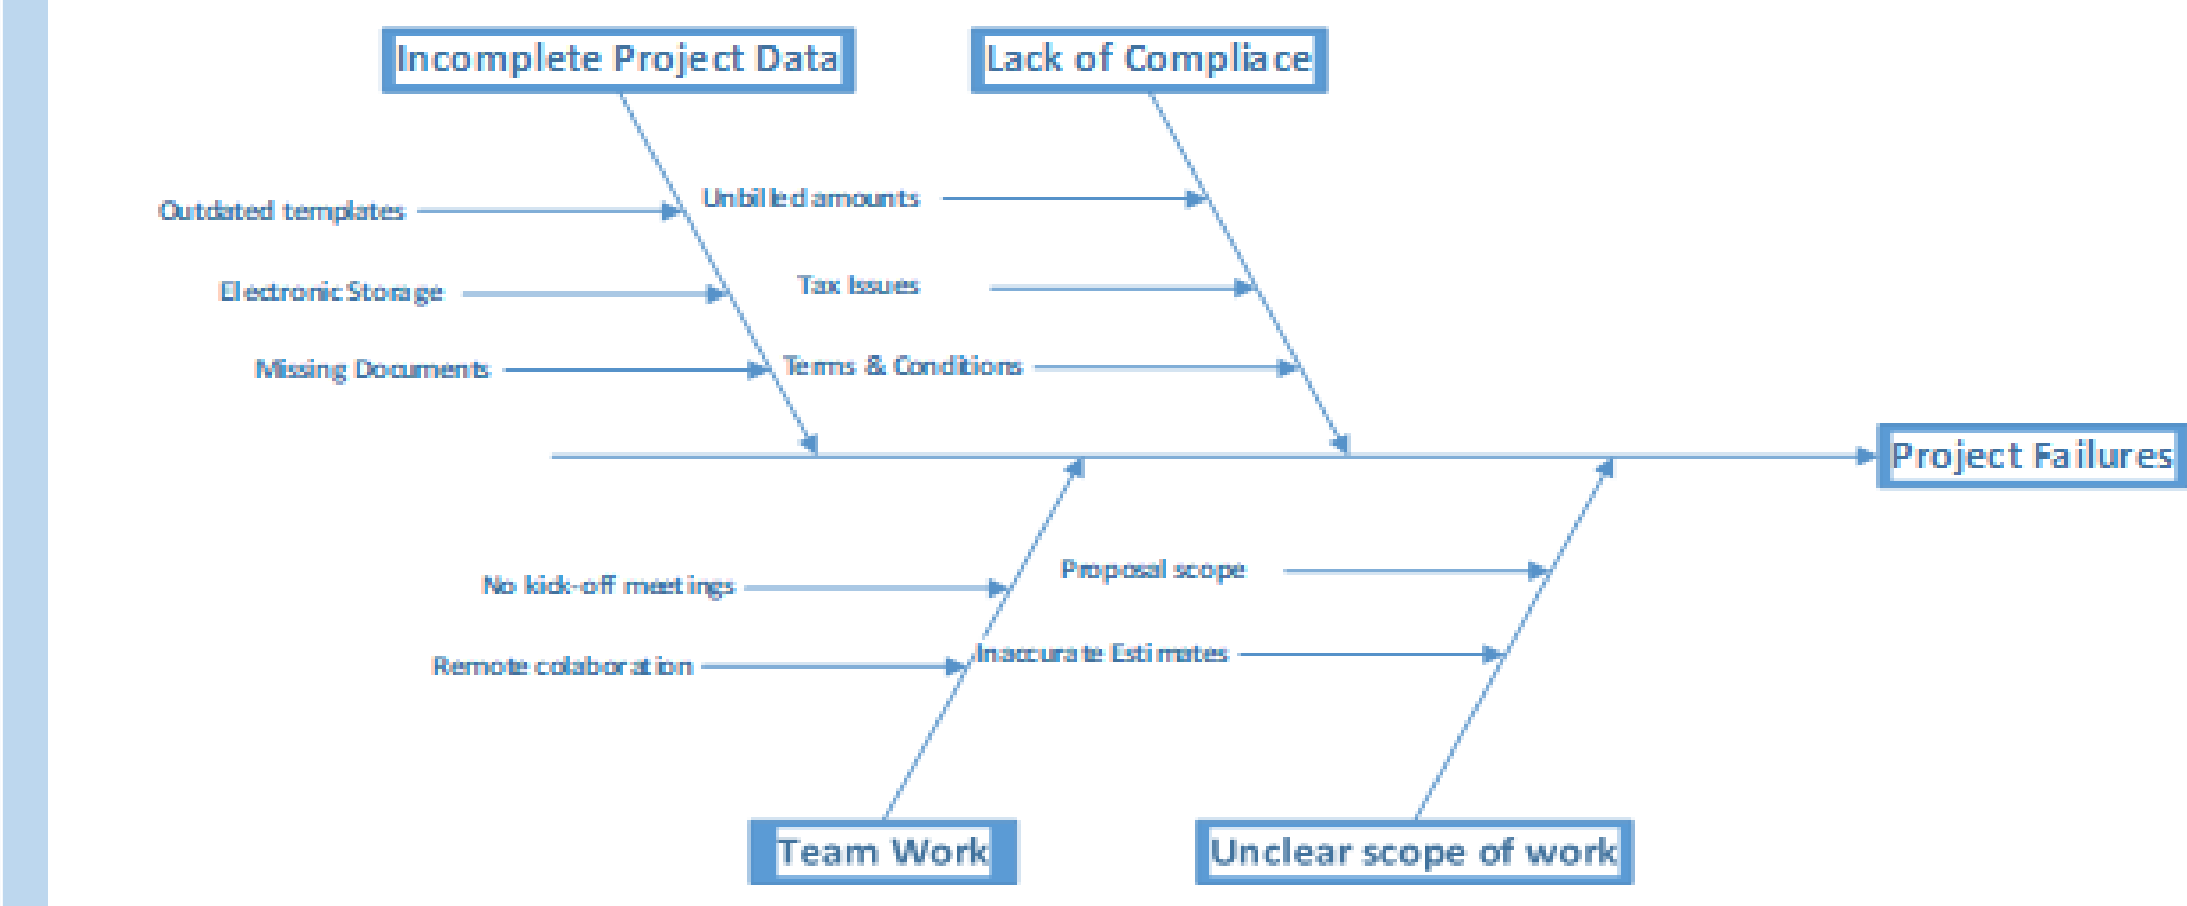 Incomplete Project Data
Lack of Compliace
Outdated templates
Unbilled amounts
Electronic Storage
Tax Issues
Missing Documents
Terms & Conditions
Project Failures
No kick-off meetings
Proposal scope
Remote colaboration
Inaccurate Estimates
Team Work
Unclear scope of work